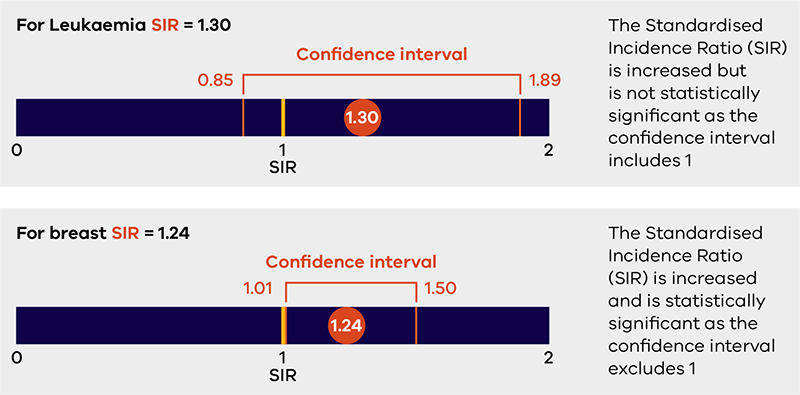 For Leukaemia SIR = 1.30
Confidence interval
0.85
1.89
1.30
0
1
2
SIR
The Standardised
Incidence Ratio (SIR)
is increased but
is not statistically
significant as the
confidence interval
includes 1
For breast SIR = 1.24
Confidence interval
1.01
1.50
1.24
0
1
2
SIR
The Standardised
Incidence Ratio
(SIR) is increased
and is statistically
significant as the
confidence interval
excludes 1